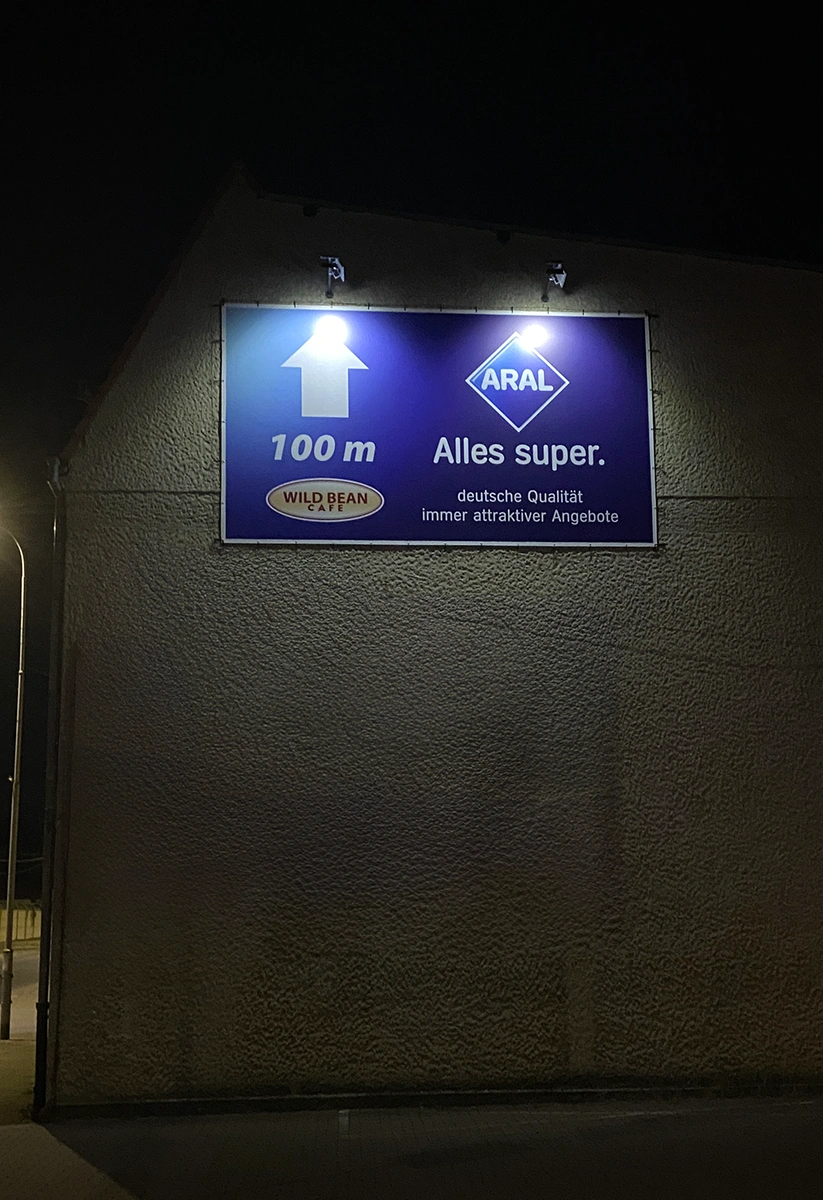 100 m
WILD BEAN
CAFE
ARAL
Alles super.
deutsche Qualität
immer attraktiver Angebote